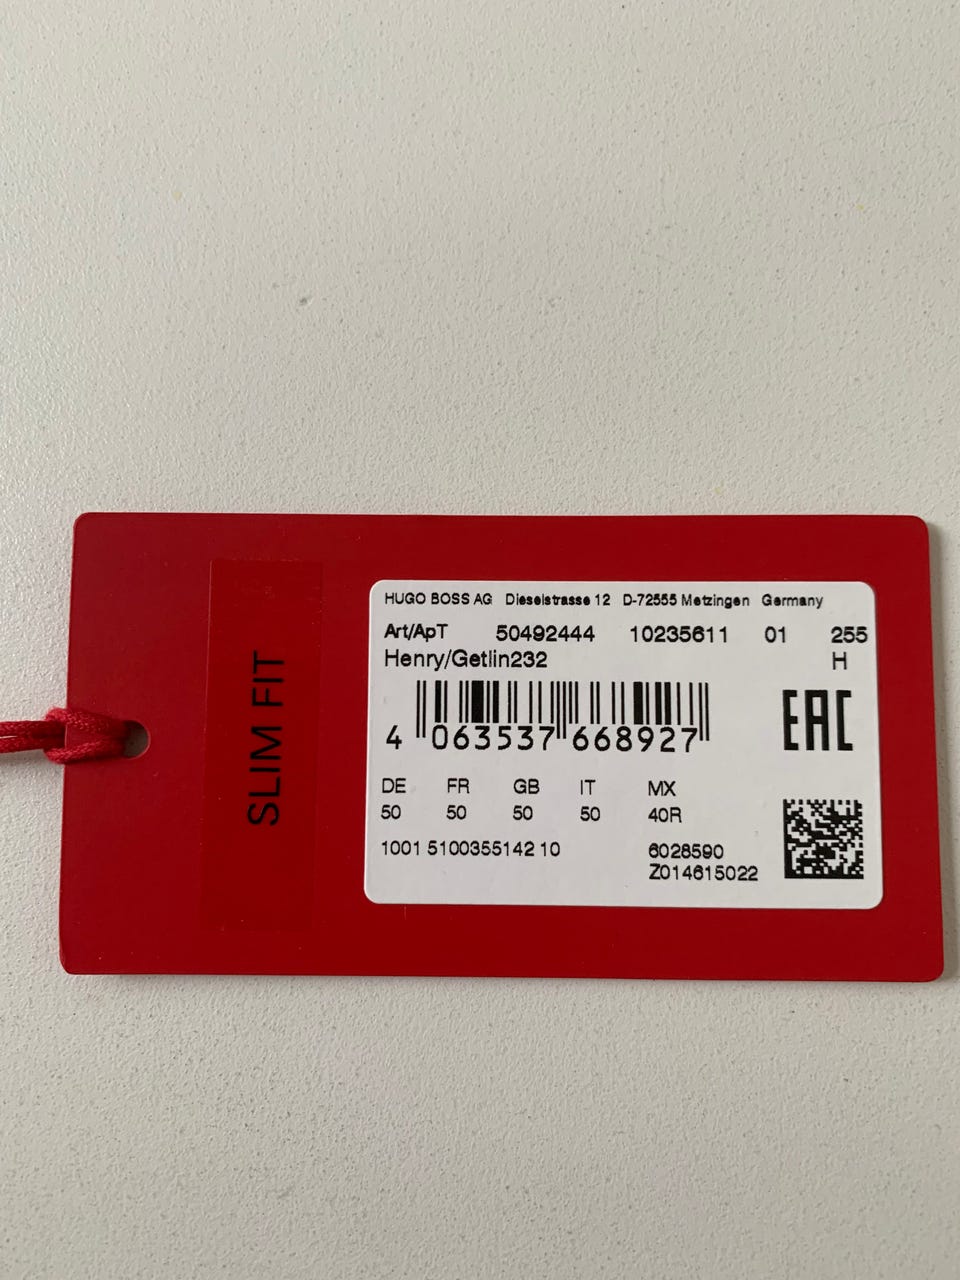 SLIM FIT
HUGO BOSS AG Dieselstrasse 12 D-72555 Metzingen Germany
Art/ApT 50492444 10235611 01 255
Henry/Getlin232 H
4 063537 668927
EAC
DE FR GB IT MX
50 50 50 50 40R
1001 5100355142 10 6028590
Z014615022